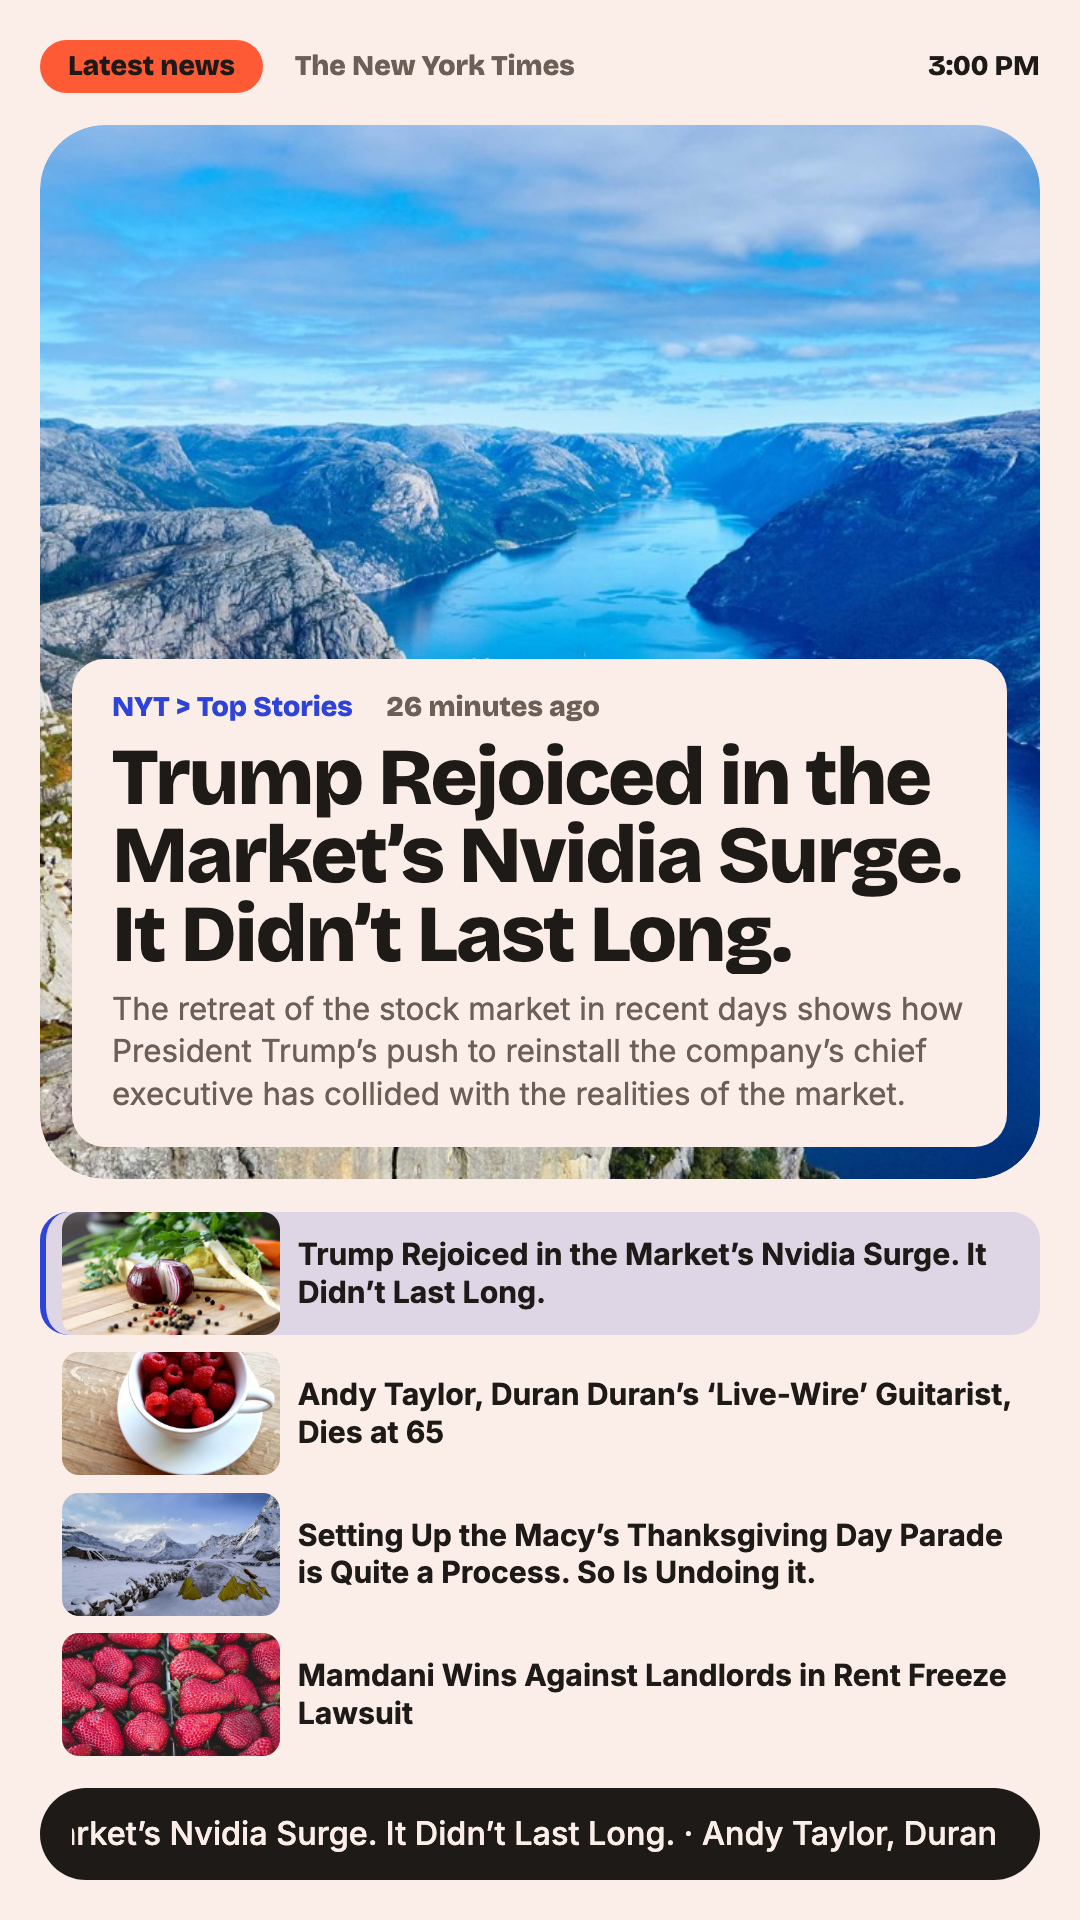 Latest news
The New York Times
3:00 PM
NYT > Top Stories
26 minutes ago
Trump Rejoiced in the
Market’s Nvidia Surge.
It Didn’t Last Long.
The retreat of the stock market in recent days shows how
President Trump’s push to reinstall the company’s chief
executive has collided with the realities of the market.
Trump Rejoiced in the Market’s Nvidia Surge. It
Didn’t Last Long.
Andy Taylor, Duran Duran’s ‘Live-Wire’ Guitarist,
Dies at 65
Setting Up the Macy’s Thanksgiving Day Parade
is Quite a Process. So Is Undoing it.
Mamdani Wins Against Landlords in Rent Freeze
Lawsuit
rket’s Nvidia Surge. It Didn’t Last Long. · Andy Taylor, Duran